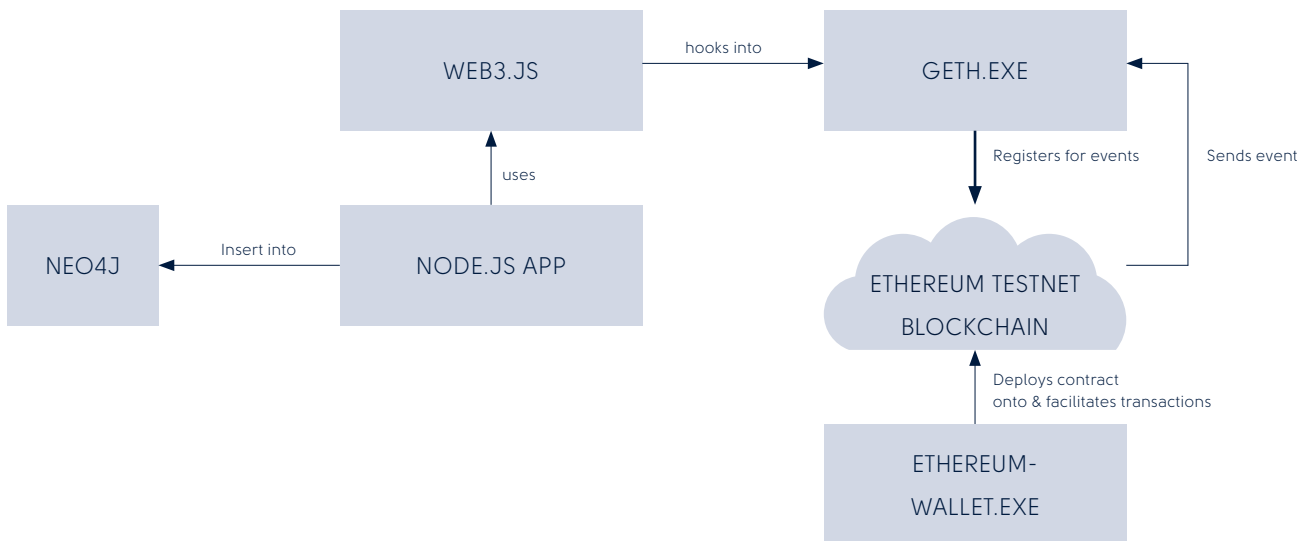 WEB3.JS
hooks into
GETH.EXE
uses
Registers for events
Sends event
NEO4J
Insert into
NODE.JS APP
ETHEREUM TESTNET
BLOCKCHAIN
Deploys contract
onto & facilitates transactions
ETHEREUM-
WALLET.EXE